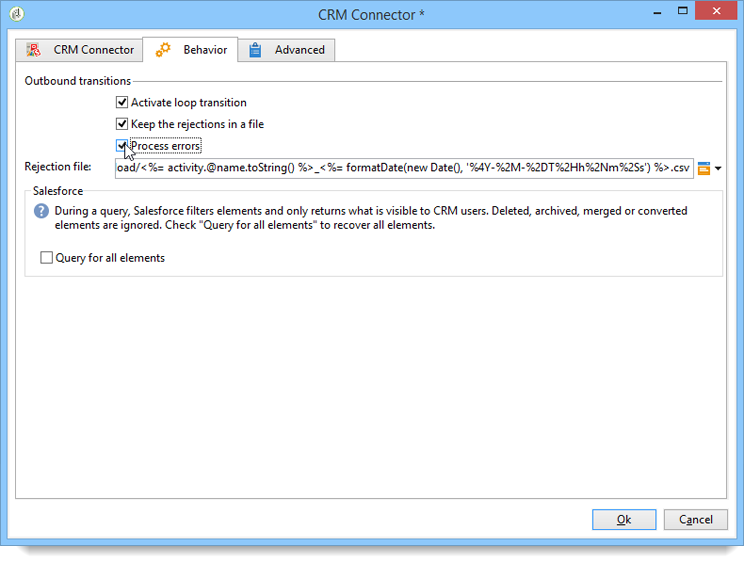 CRM Connector *
CRM Connector
Behavior
Advanced
Outbound transitions
Activate loop transition
Keep the rejections in a file
Process errors
Rejection file: oad/<%= activity.@name.toString() %>_<%= formatDate(new Date(), '%4Y-%2M-%2DT%2Hh%2Nm%2Ss') %>.csv
Salesforce
During a query, Salesforce filters elements and only returns what is visible to CRM users. Deleted, archived, merged or converted
elements are ignored. Check "Query for all elements" to recover all elements.
Query for all elements
Ok
Cancel